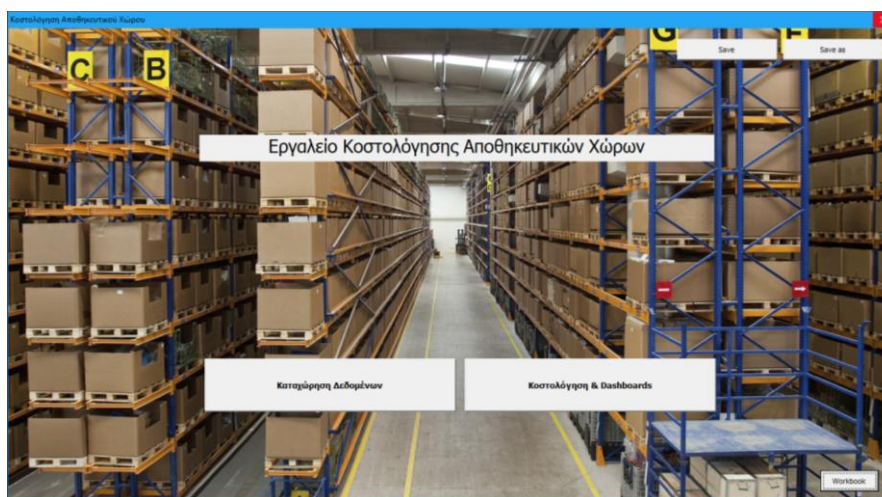 Κοστολόγηση Αποθηκευτικού Χώρου
Save
Save as
C
B
G
F
Εργαλείο Κοστολόγησης Αποθηκευτικών Χώρων
Καταχώρηση Δεδομένων
Κοστολόγηση & Dashboards
Workbook